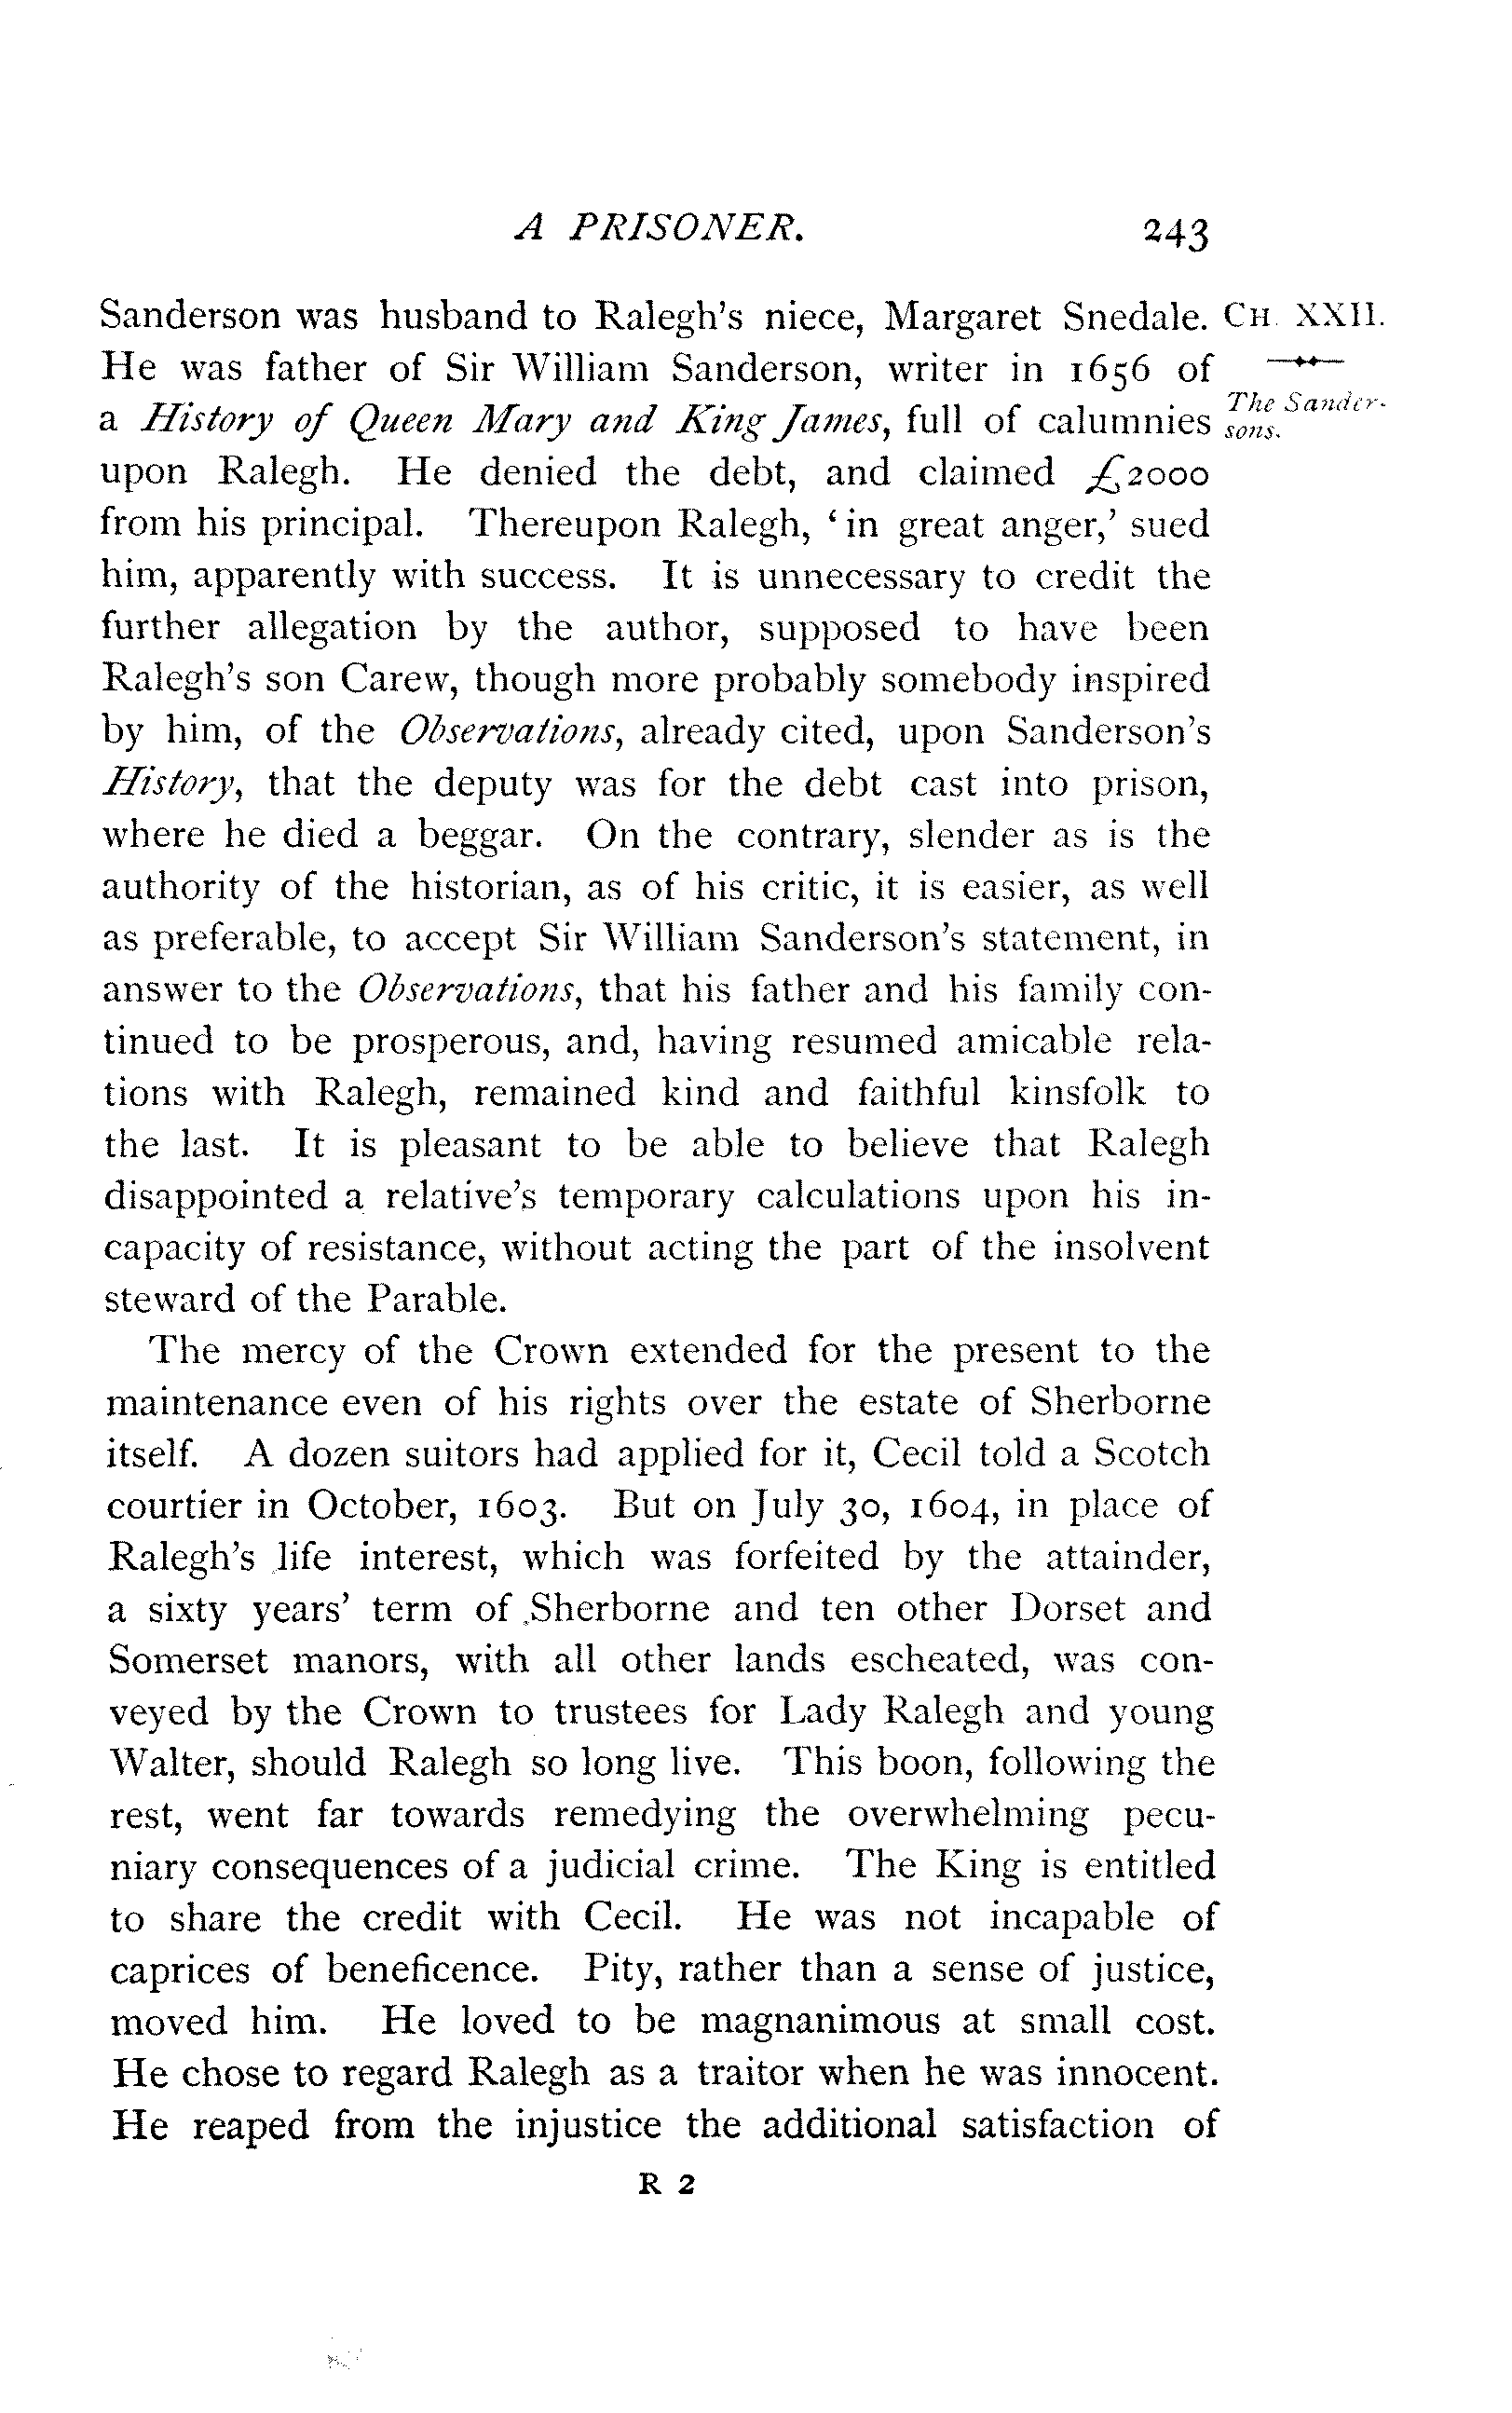 A PRISONER. 243
Sanderson was husband to Ralegh's niece, Margaret Snedale. CH. XXII.
He was father of Sir William Sanderson, writer in 1656 of
a History of Queen Mary and King James, full of calumnies The Sander-
sons.
upon Ralegh. He denied the debt, and claimed £2000
from his principal. Thereupon Ralegh, ‘in great anger,’ sued
him, apparently with success. It is unnecessary to credit the
further allegation by the author, supposed to have been
Ralegh's son Carew, though more probably somebody inspired
by him, of the Observations, already cited, upon Sanderson's
History, that the deputy was for the debt cast into prison,
where he died a beggar. On the contrary, slender as is the
authority of the historian, as of his critic, it is easier, as well
as preferable, to accept Sir William Sanderson's statement, in
answer to the Observations, that his father and his family con-
tinued to be prosperous, and, having resumed amicable rela-
tions with Ralegh, remained kind and faithful kinsfolk to
the last. It is pleasant to be able to believe that Ralegh
disappointed a relative's temporary calculations upon his in-
capacity of resistance, without acting the part of the insolvent
steward of the Parable.
The mercy of the Crown extended for the present to the
maintenance even of his rights over the estate of Sherborne
itself. A dozen suitors had applied for it, Cecil told a Scotch
courtier in October, 1603. But on July 30, 1604, in place of
Ralegh's life interest, which was forfeited by the attainder,
a sixty years' term of Sherborne and ten other Dorset and
Somerset manors, with all other lands escheated, was con-
veyed by the Crown to trustees for Lady Ralegh and young
Walter, should Ralegh so long live. This boon, following the
rest, went far towards remedying the overwhelming pecu-
niary consequences of a judicial crime. The King is entitled
to share the credit with Cecil. He was not incapable of
caprices of beneficence. Pity, rather than a sense of justice,
moved him. He loved to be magnanimous at small cost.
He chose to regard Ralegh as a traitor when he was innocent.
He reaped from the injustice the additional satisfaction of
R 2